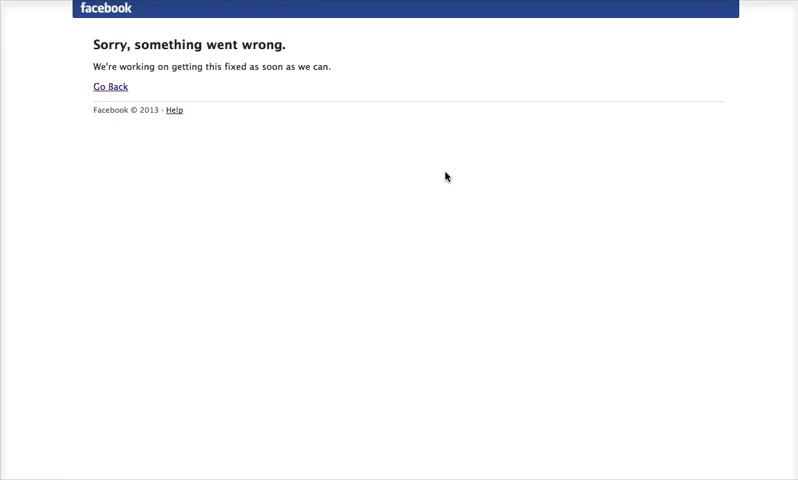 facebook
Sorry, something went wrong.
We're working on getting this fixed as soon as we can.
Go Back
Facebook © 2013 · Help